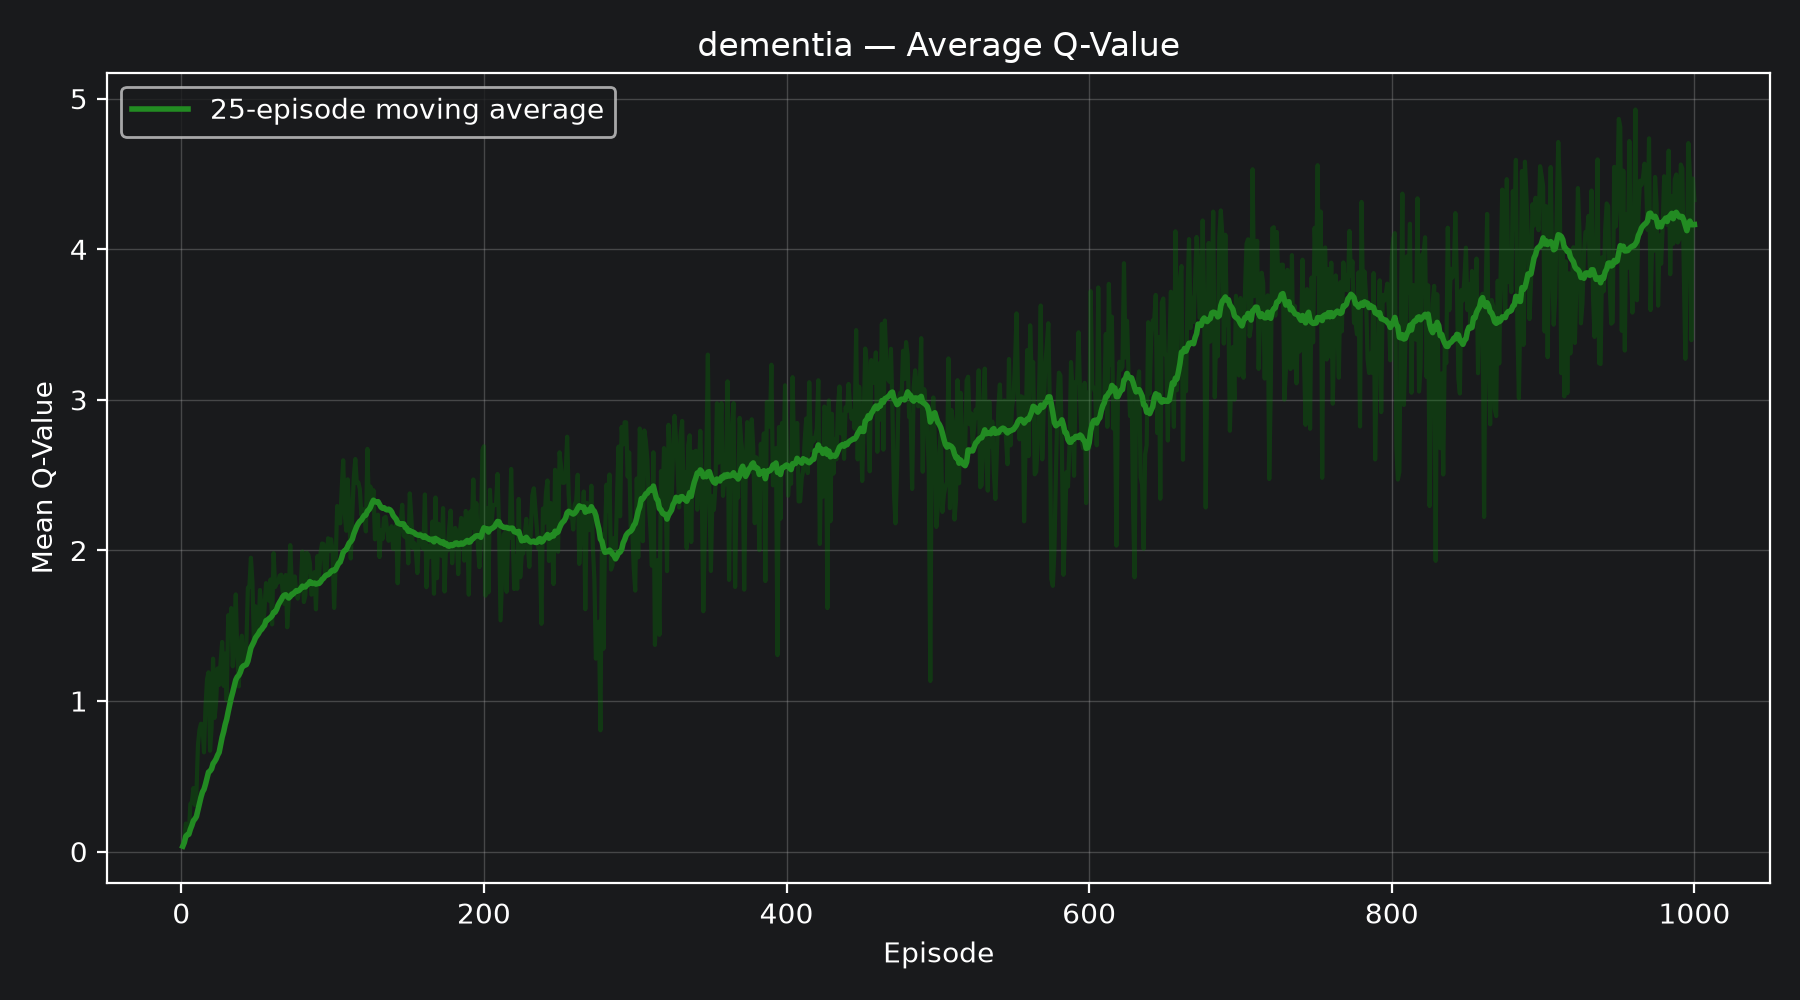 dementia — Average Q-Value
25-episode moving average
5
4
3
2
1
0
Mean Q-Value
0 200 400 600 800 1000
Episode